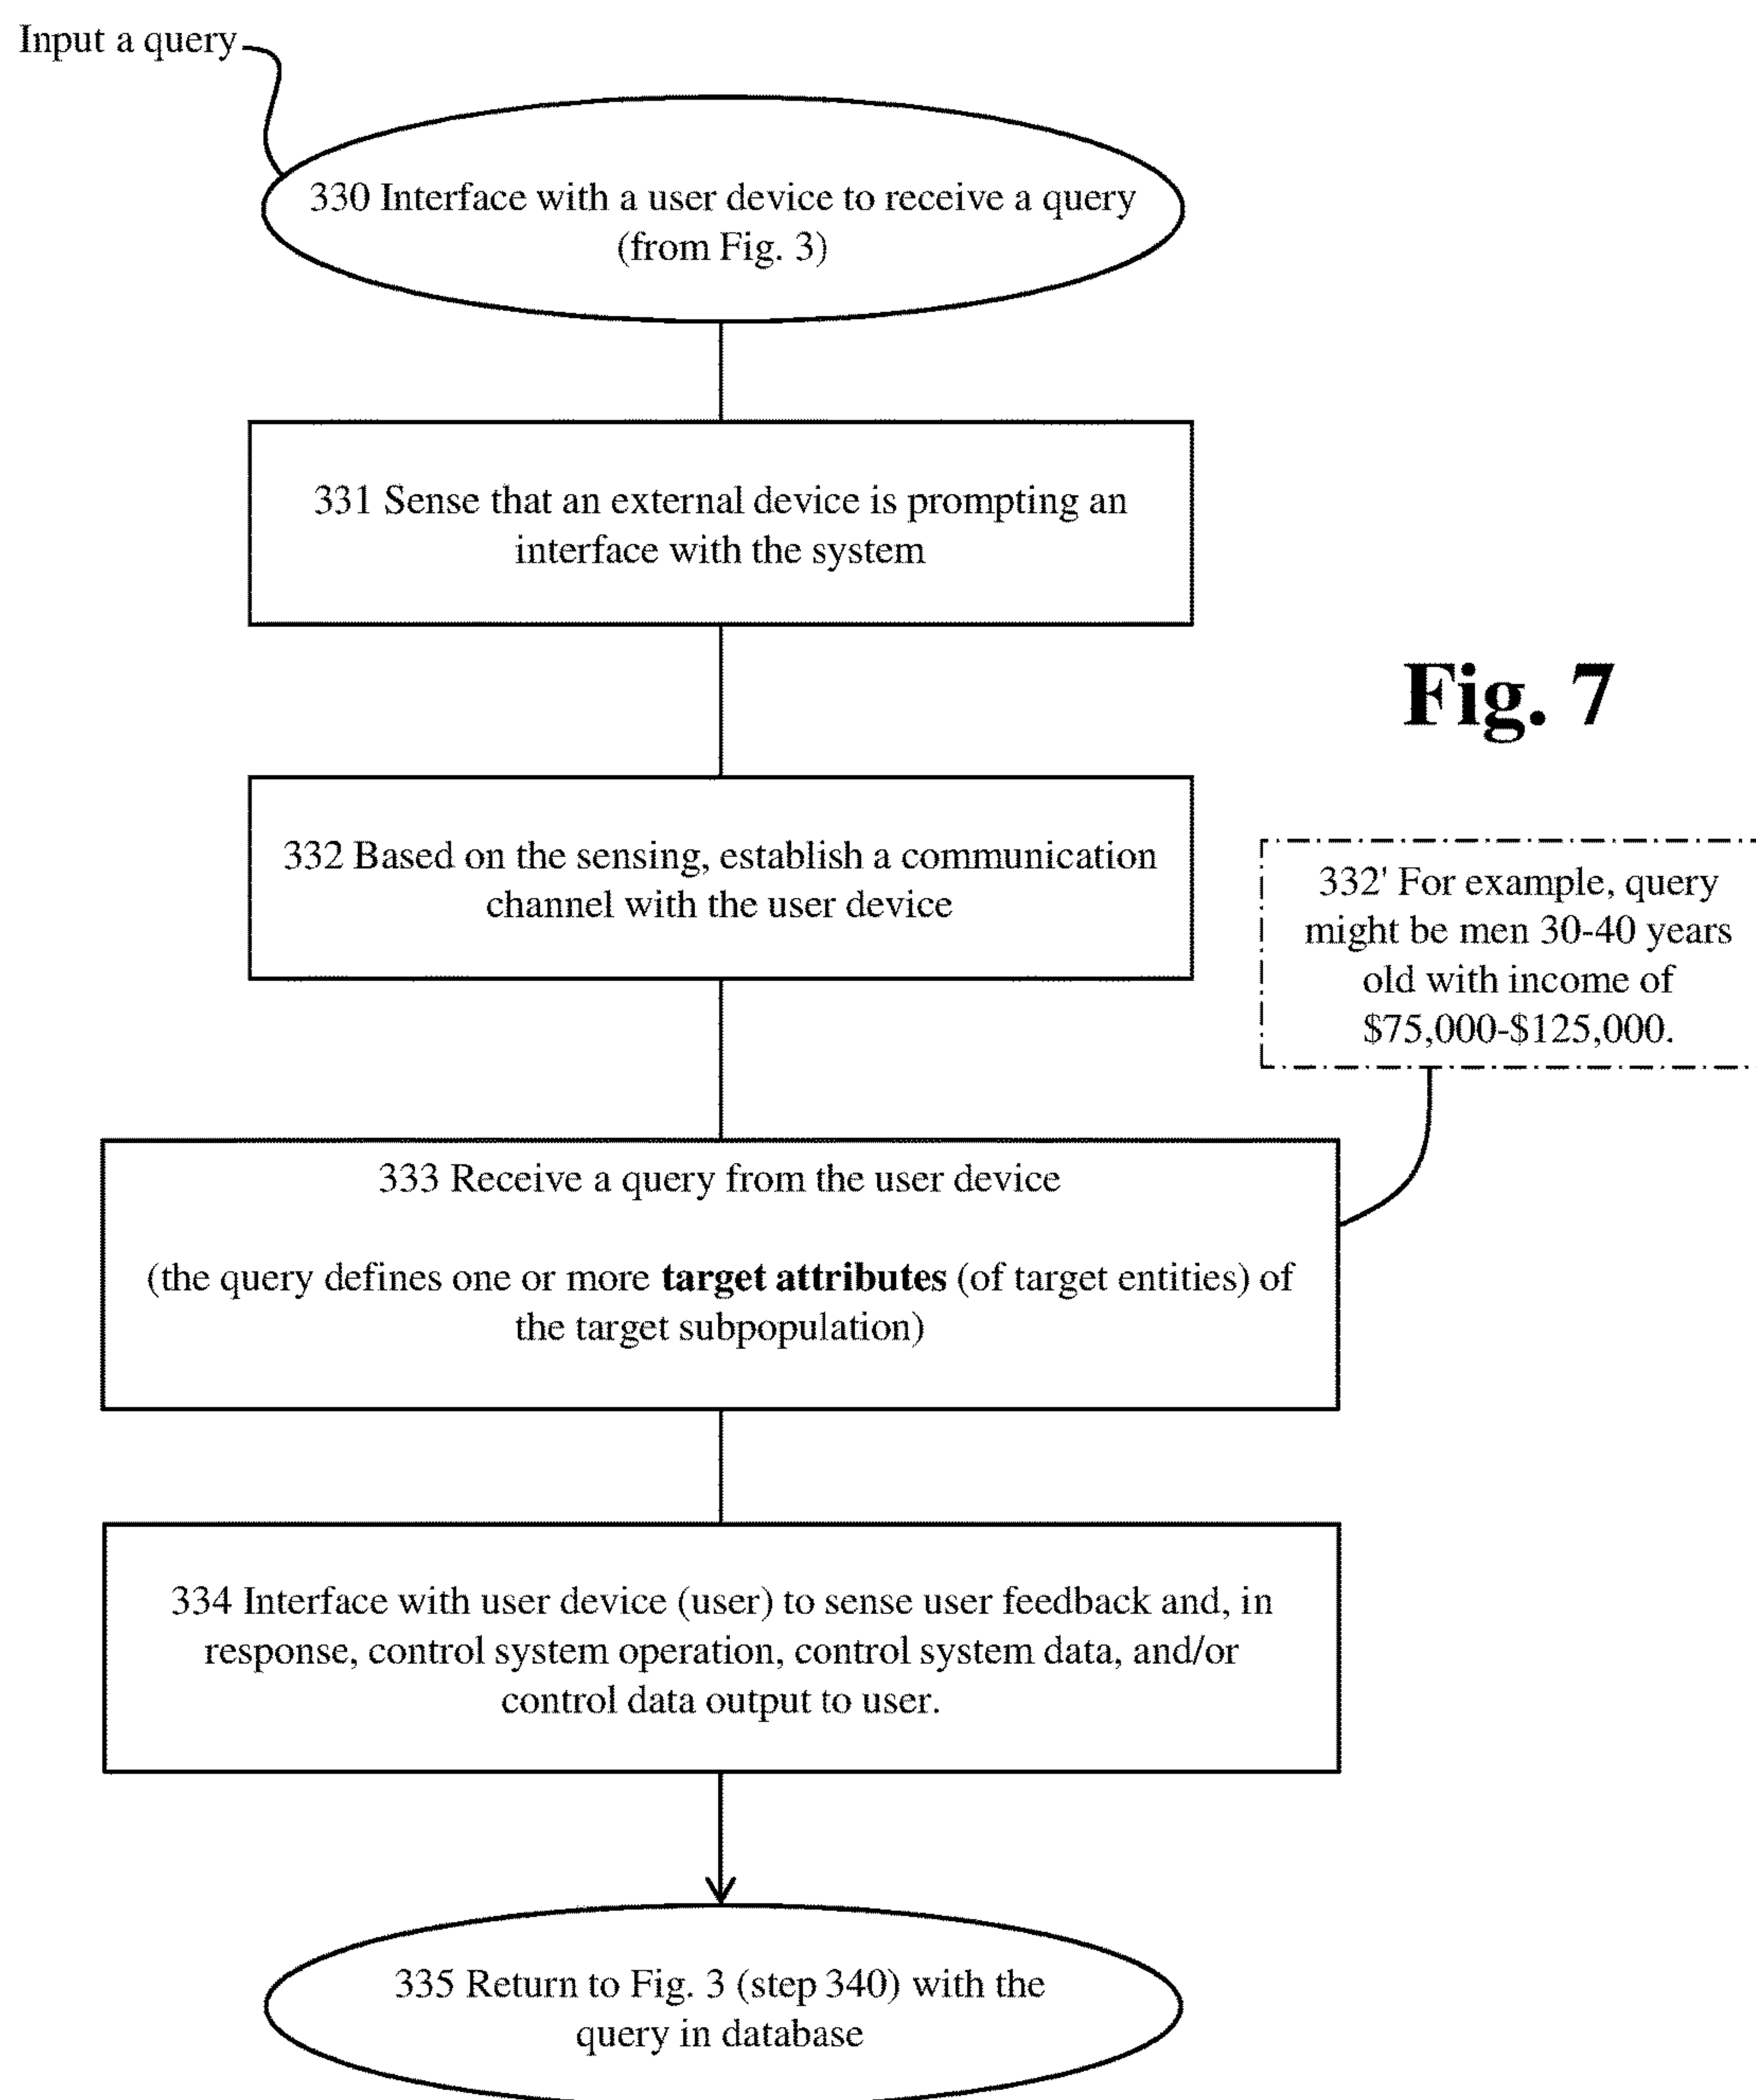 Input a query
330 Interface with a user device to receive a query
(from Fig. 3)
331 Sense that an external device is prompting an
interface with the system
Fig. 7
332 Based on the sensing, establish a communication
channel with the user device
332' For example, query
might be men 30-40 years
old with income of
$75,000-$125,000.
333 Receive a query from the user device
(the query defines one or more target attributes (of target entities) of
the target subpopulation)
334 Interface with user device (user) to sense user feedback and, in
response, control system operation, control system data, and/or
control data output to user.
335 Return to Fig. 3 (step 340) with the
query in database